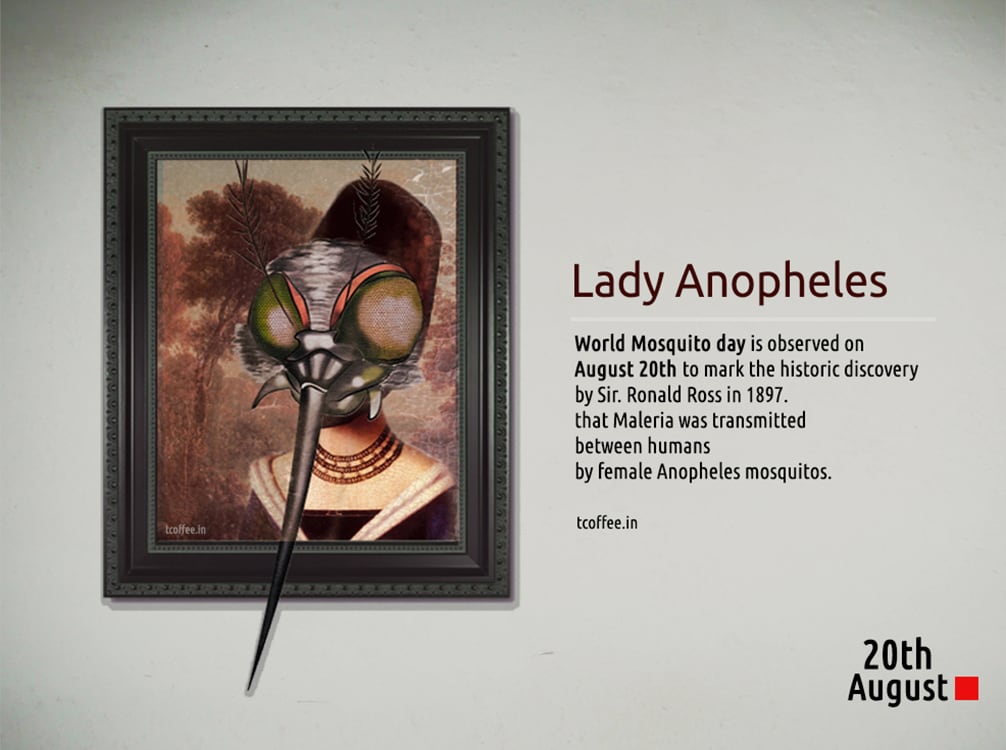 Lady Anopheles
World Mosquito day is observed on
August 20th to mark the historic discovery
by Sir. Ronald Ross in 1897.
that Maleria was transmitted
between humans
by female Anopheles mosquitos.
tcoffee.in
tcoffee.in
20th
August